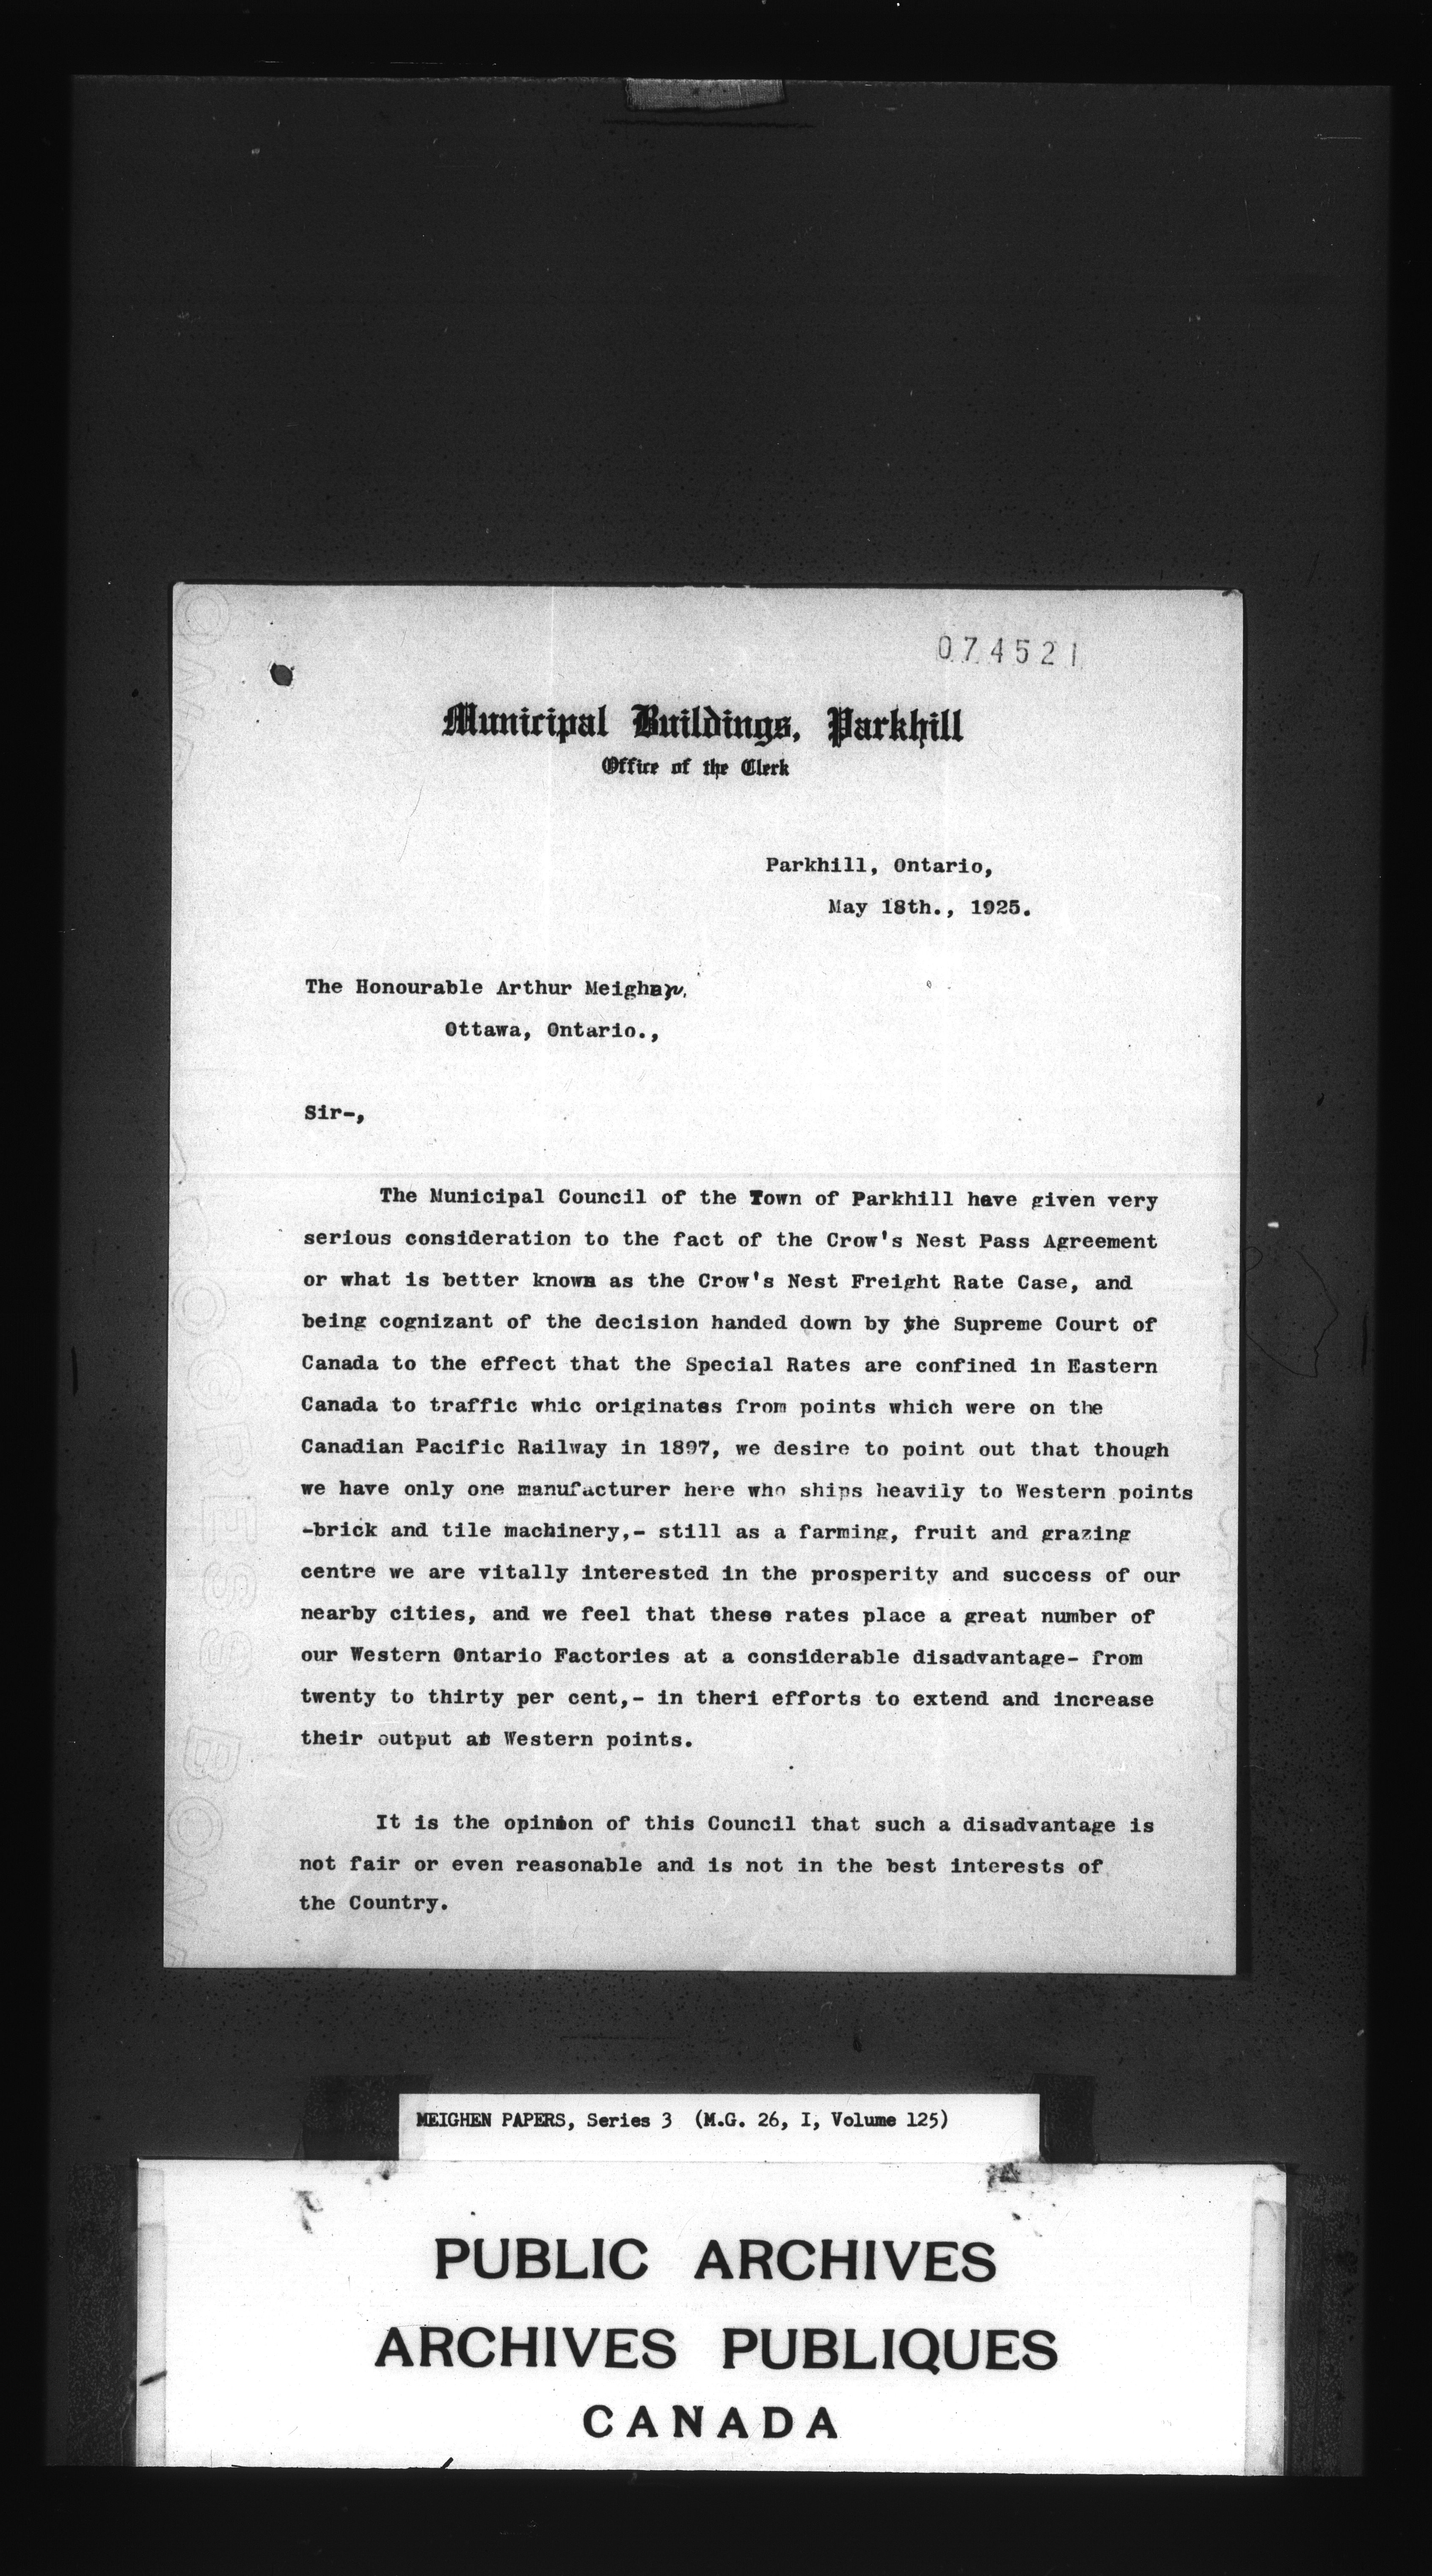 074521
Municipal Buildings, Parkhill
Office of the Clerk
Parkhill, Ontario,
May 18th., 1925.
The Honourable Arthur Meighen,
Ottawa, Ontario.,
Sir-,
The Municipal Council of the Town of Parkhill have given very
serious consideration to the fact of the Crow's Nest Pass Agreement
or what is better known as the Crow's Nest Freight Rate Case, and
being cognizant of the decision handed down by the Supreme Court of
Canada to the effect that the Special Rates are confined in Eastern
Canada to traffic whic originates from points which were on the
Canadian Pacific Railway in 1897, we desire to point out that though
we have only one manufacturer here who ships heavily to Western points
-brick and tile machinery,- still as a farming, fruit and grazing
centre we are vitally interested in the prosperity and success of our
nearby cities, and we feel that these rates place a great number of
our Western Ontario Factories at a considerable disadvantage- from
twenty to thirty per cent,- in theri efforts to extend and increase
their output at Western points.
It is the opinion of this Council that such a disadvantage is
not fair or even reasonable and is not in the best interests of
the Country.
MEIGHEN PAPERS, Series 3 (M.G. 26, I, Volume 125)
PUBLIC ARCHIVES
ARCHIVES PUBLIQUES
CANADA